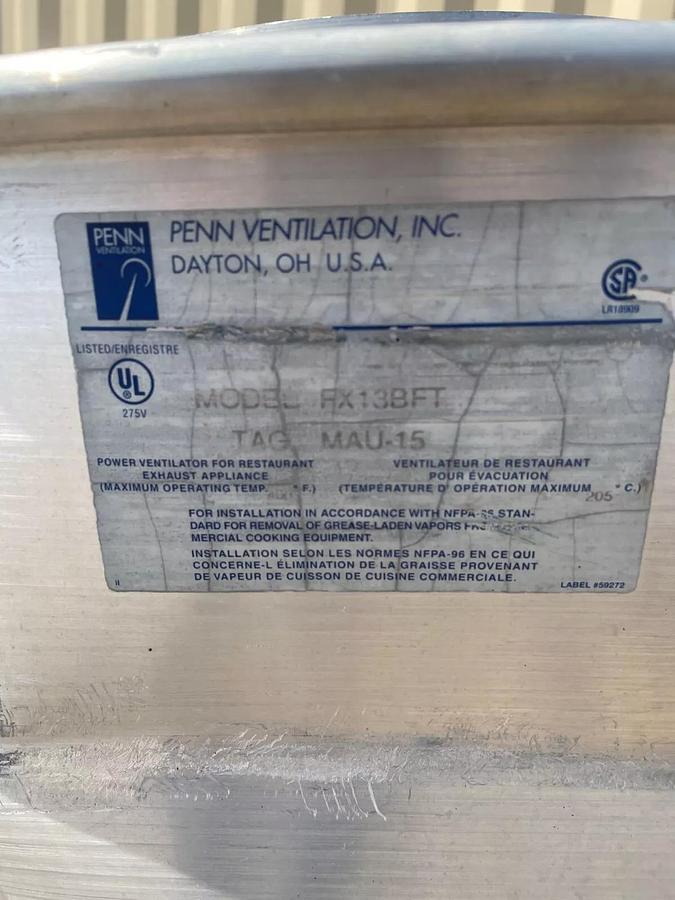 PENN
VENTILATION
PENN VENTILATION, INC.
DAYTON, OH U.S.A.
SA
LR18909
LISTED/ENREGISTRE
UL
275V
MODEL FX13BFT
TAG MAU-15
POWER VENTILATOR FOR RESTAURANT
EXHAUST APPLIANCE
(MAXIMUM OPERATING TEMP. ° F.)
VENTILATEUR DE RESTAURANT
POUR ÉVACUATION
(TEMPÉRATURE D' OPÉRATION MAXIMUM 205 ° C.)
FOR INSTALLATION IN ACCORDANCE WITH NFPA- STAN-
DARD FOR REMOVAL OF GREASE-LADEN VAPORS
MERCIAL COOKING EQUIPMENT.
INSTALLATION SELON LES NORMES NFPA-96 EN CE QUI
CONCERNE-L ÉLIMINATION DE LA GRAISSE PROVENANT
DE VAPEUR DE CUISSON DE CUISINE COMMERCIALE.
II
LABEL #59272